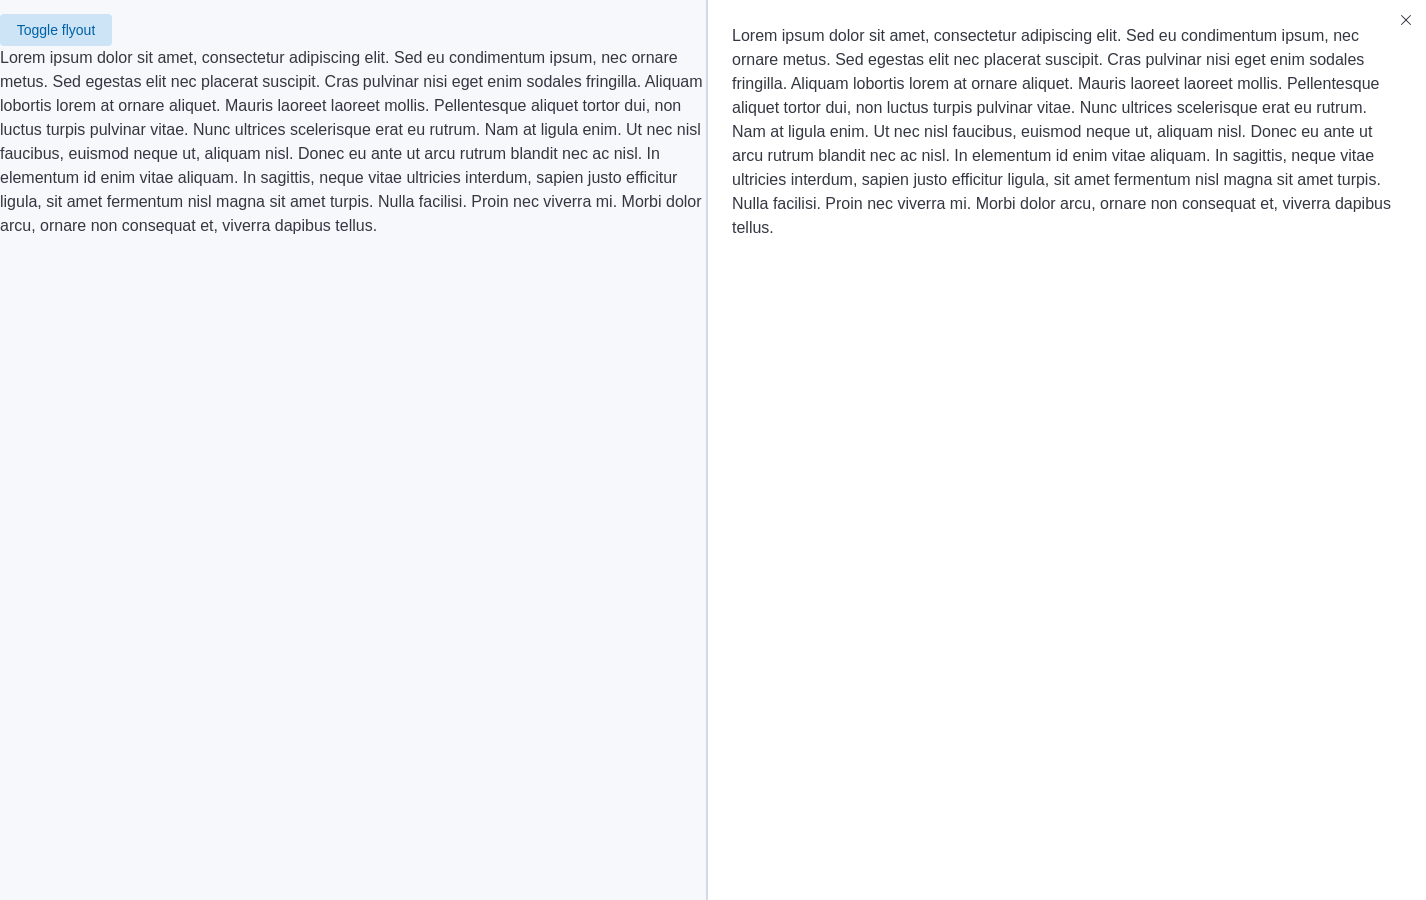 Toggle flyout
Lorem ipsum dolor sit amet, consectetur adipiscing elit. Sed eu condimentum ipsum, nec ornare
metus. Sed egestas elit nec placerat suscipit. Cras pulvinar nisi eget enim sodales fringilla. Aliquam
lobortis lorem at ornare aliquet. Mauris laoreet laoreet mollis. Pellentesque aliquet tortor dui, non
luctus turpis pulvinar vitae. Nunc ultrices scelerisque erat eu rutrum. Nam at ligula enim. Ut nec nisl
faucibus, euismod neque ut, aliquam nisl. Donec eu ante ut arcu rutrum blandit nec ac nisl. In
elementum id enim vitae aliquam. In sagittis, neque vitae ultricies interdum, sapien justo efficitur
ligula, sit amet fermentum nisl magna sit amet turpis. Nulla facilisi. Proin nec viverra mi. Morbi dolor
arcu, ornare non consequat et, viverra dapibus tellus.
Lorem ipsum dolor sit amet, consectetur adipiscing elit. Sed eu condimentum ipsum, nec
ornare metus. Sed egestas elit nec placerat suscipit. Cras pulvinar nisi eget enim sodales
fringilla. Aliquam lobortis lorem at ornare aliquet. Mauris laoreet laoreet mollis. Pellentesque
aliquet tortor dui, non luctus turpis pulvinar vitae. Nunc ultrices scelerisque erat eu rutrum.
Nam at ligula enim. Ut nec nisl faucibus, euismod neque ut, aliquam nisl. Donec eu ante ut
arcu rutrum blandit nec ac nisl. In elementum id enim vitae aliquam. In sagittis, neque vitae
ultricies interdum, sapien justo efficitur ligula, sit amet fermentum nisl magna sit amet turpis.
Nulla facilisi. Proin nec viverra mi. Morbi dolor arcu, ornare non consequat et, viverra dapibus
tellus.